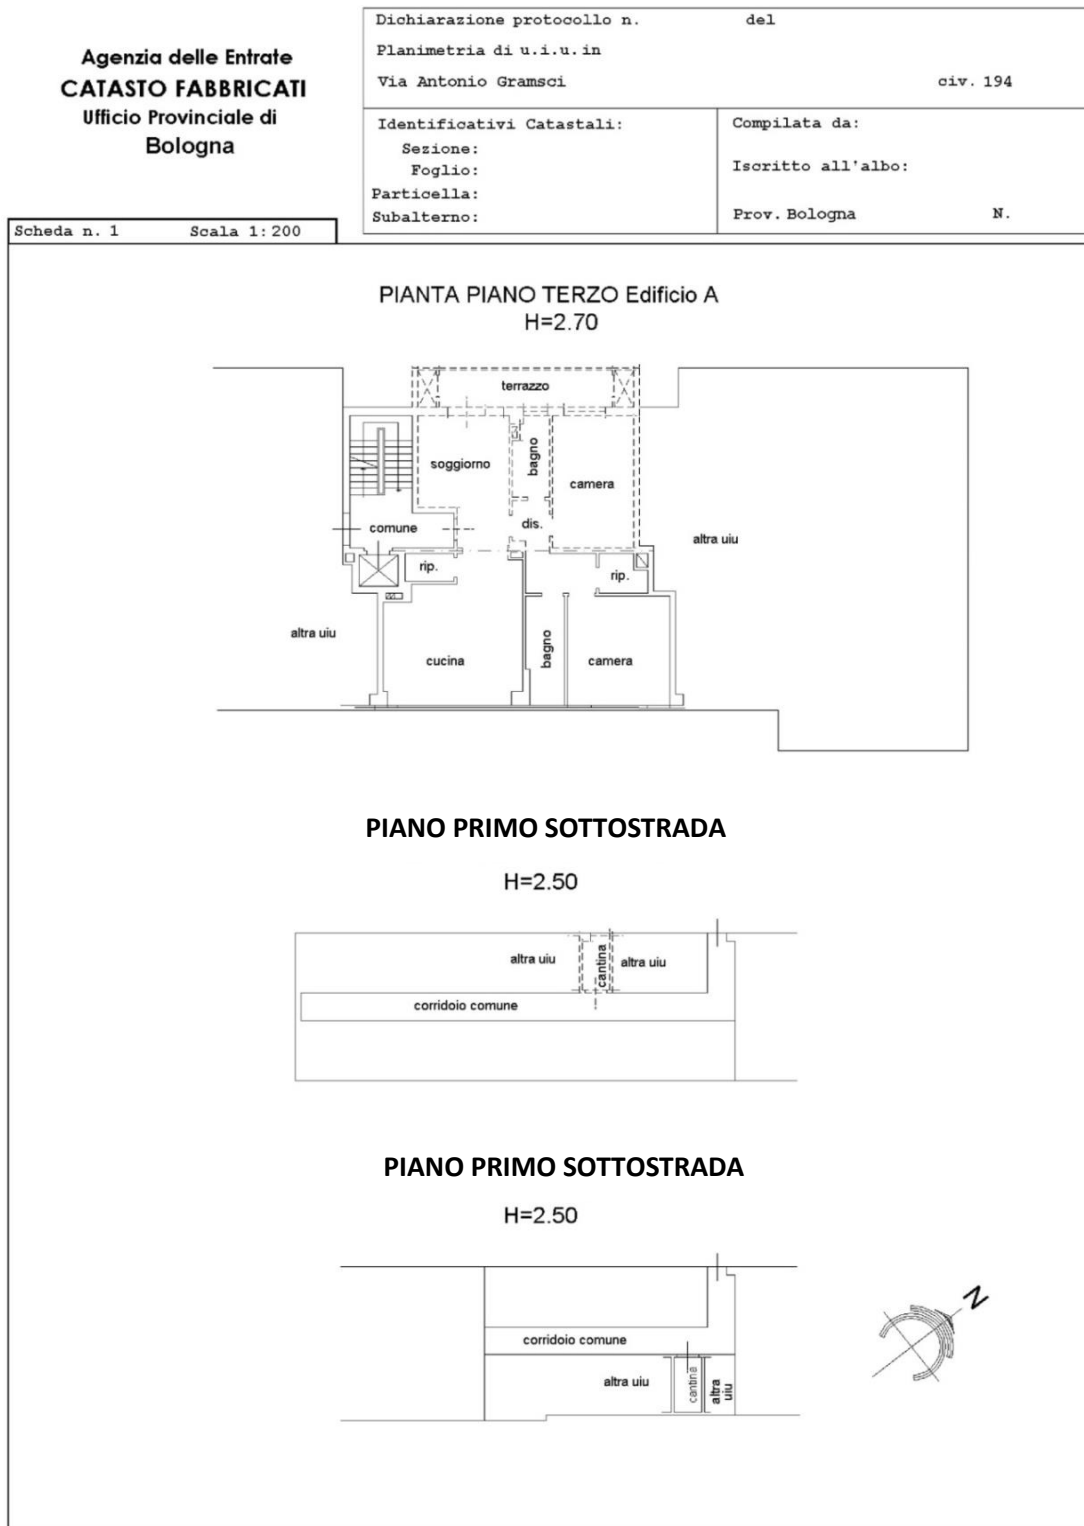 Agenzia delle Entrate
CATASTO FABBRICATI
Ufficio Provinciale di
Bologna
Dichiarazione protocollo n. del
Planimetria di u.i.u. in
Via Antonio Gramsci civ. 194
Identificativi Catastali:
Sezione:
Foglio:
Particella:
Subalterno:
Compilata da:
Iscritto all'albo:
Prov. Bologna N.
Scheda n. 1 Scala 1:200
PIANTA PIANO TERZO Edificio A
H=2.70
terrazzo
soggiorno
bagno
camera
dis.
comune
altra uiu
rip.
rip.
altra uiu
cucina
bagno
camera
PIANO PRIMO SOTTOSTRADA
H=2.50
altra uiu
cantina
altra uiu
corridoio comune
PIANO PRIMO SOTTOSTRADA
H=2.50
N
corridoio comune
altra uiu
cantina
altra
uiu